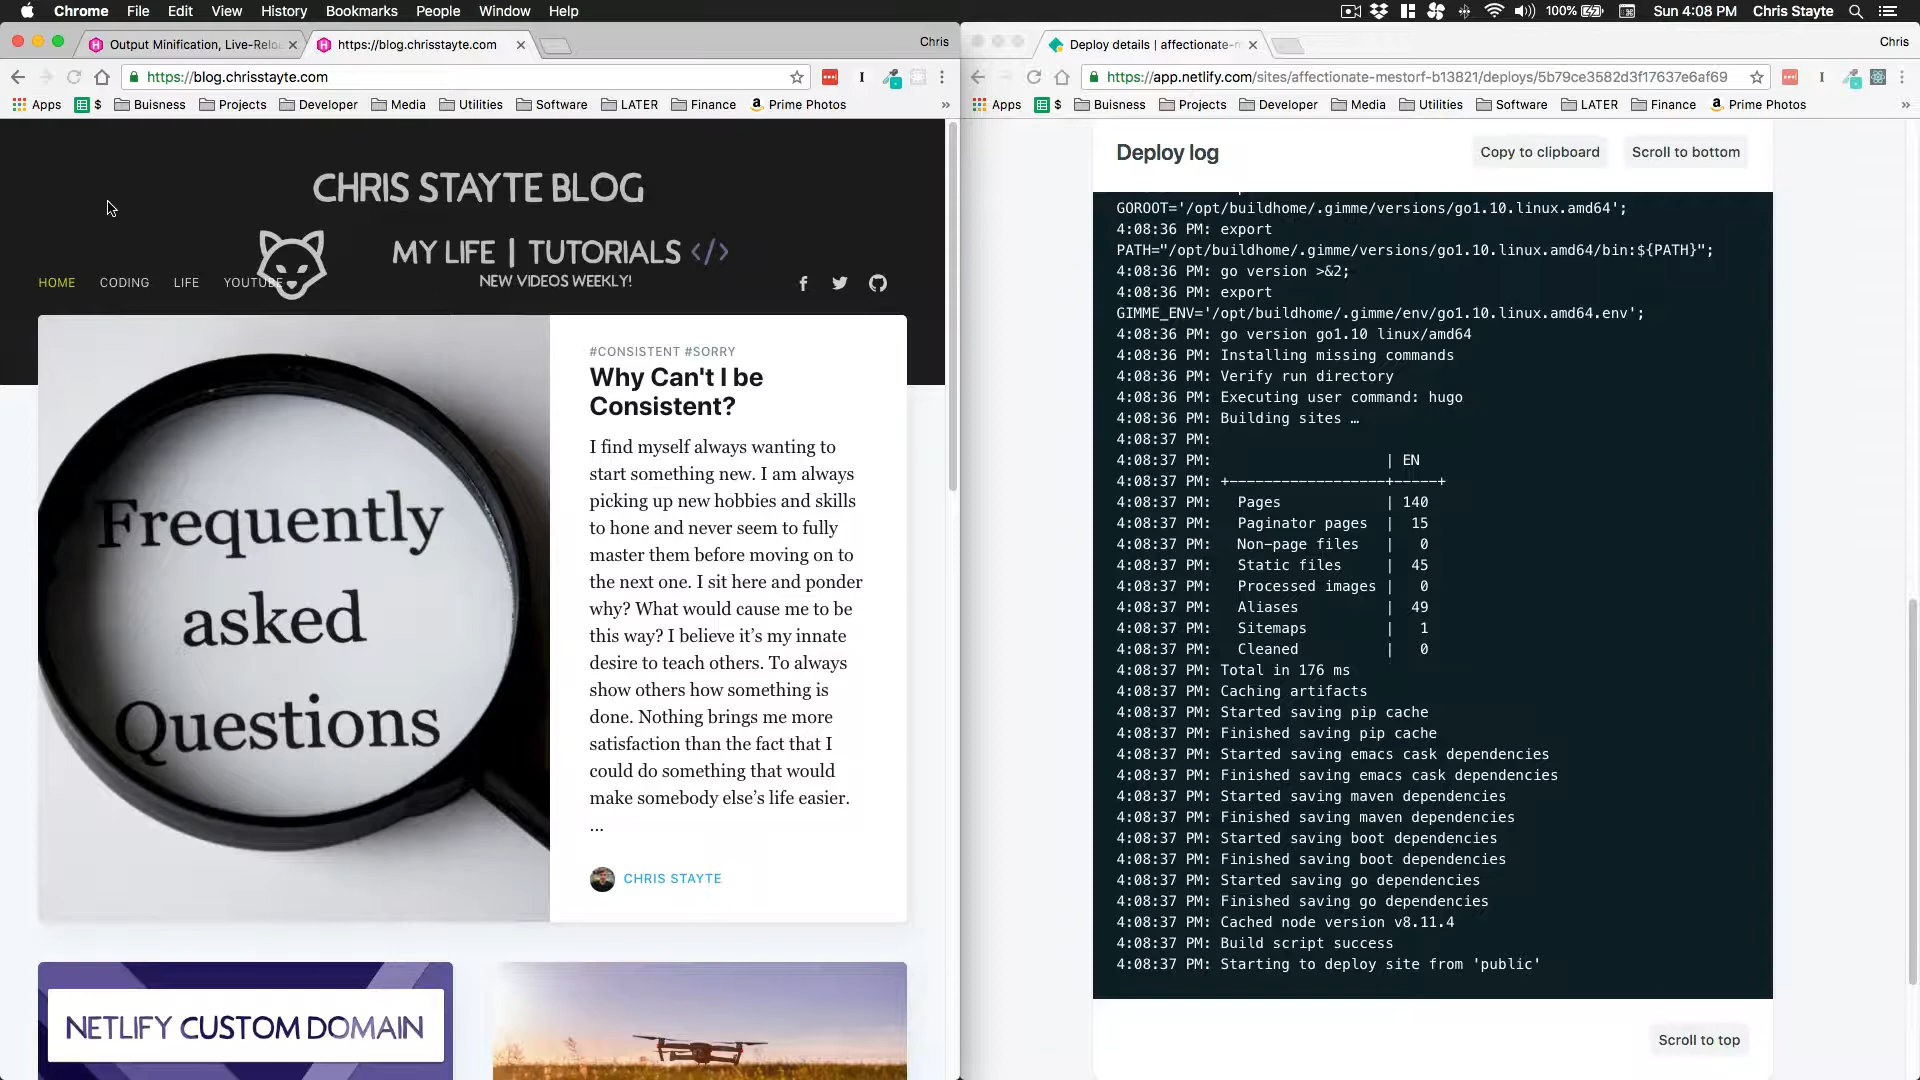 Chrome File Edit View History Bookmarks People Window Help
100% Sun 4:08 PM Chris Stayte
Output Minification, Live-Relo
https://blog.chrisstayte.com
Chris
https://blog.chrisstayte.com
Apps $ Buisness Projects Developer Media Utilities Software LATER Finance Prime Photos »
CHRIS STAYTE BLOG
MY LIFE | TUTORIALS </>
NEW VIDEOS WEEKLY!
HOME CODING LIFE YOUTUBE
Frequently
asked
Questions
#CONSISTENT #SORRY
Why Can't I be
Consistent?
I find myself always wanting to
start something new. I am always
picking up new hobbies and skills
to hone and never seem to fully
master them before moving on to
the next one. I sit here and ponder
why? What would cause me to be
this way? I believe it’s my innate
desire to teach others. To always
show others how something is
done. Nothing brings me more
satisfaction than the fact that I
could do something that would
make somebody else’s life easier.
...
CHRIS STAYTE
NETLIFY CUSTOM DOMAIN
Deploy details | affectionate-m
Chris
https://app.netlify.com/sites/affectionate-mestorf-b13821/deploys/5b79ce3582d3f17637e6af69
Apps $ Buisness Projects Developer Media Utilities Software LATER Finance Prime Photos »
Deploy log
Copy to clipboard
Scroll to bottom
GOROOT='/opt/buildhome/.gimme/versions/go1.10.linux.amd64';
4:08:36 PM: export
PATH="/opt/buildhome/.gimme/versions/go1.10.linux.amd64/bin:${PATH}";
4:08:36 PM: go version >&2;
4:08:36 PM: export
GIMME_ENV='/opt/buildhome/.gimme/env/go1.10.linux.amd64.env';
4:08:36 PM: go version go1.10 linux/amd64
4:08:36 PM: Installing missing commands
4:08:36 PM: Verify run directory
4:08:36 PM: Executing user command: hugo
4:08:36 PM: Building sites …
4:08:37 PM:
4:08:37 PM: | EN
4:08:37 PM: +------------------+-----+
4:08:37 PM: Pages | 140
4:08:37 PM: Paginator pages | 15
4:08:37 PM: Non-page files | 0
4:08:37 PM: Static files | 45
4:08:37 PM: Processed images | 0
4:08:37 PM: Aliases | 49
4:08:37 PM: Sitemaps | 1
4:08:37 PM: Cleaned | 0
4:08:37 PM: Total in 176 ms
4:08:37 PM: Caching artifacts
4:08:37 PM: Started saving pip cache
4:08:37 PM: Finished saving pip cache
4:08:37 PM: Started saving emacs cask dependencies
4:08:37 PM: Finished saving emacs cask dependencies
4:08:37 PM: Started saving maven dependencies
4:08:37 PM: Finished saving maven dependencies
4:08:37 PM: Started saving boot dependencies
4:08:37 PM: Finished saving boot dependencies
4:08:37 PM: Started saving go dependencies
4:08:37 PM: Finished saving go dependencies
4:08:37 PM: Cached node version v8.11.4
4:08:37 PM: Build script success
4:08:37 PM: Starting to deploy site from 'public'
Scroll to top